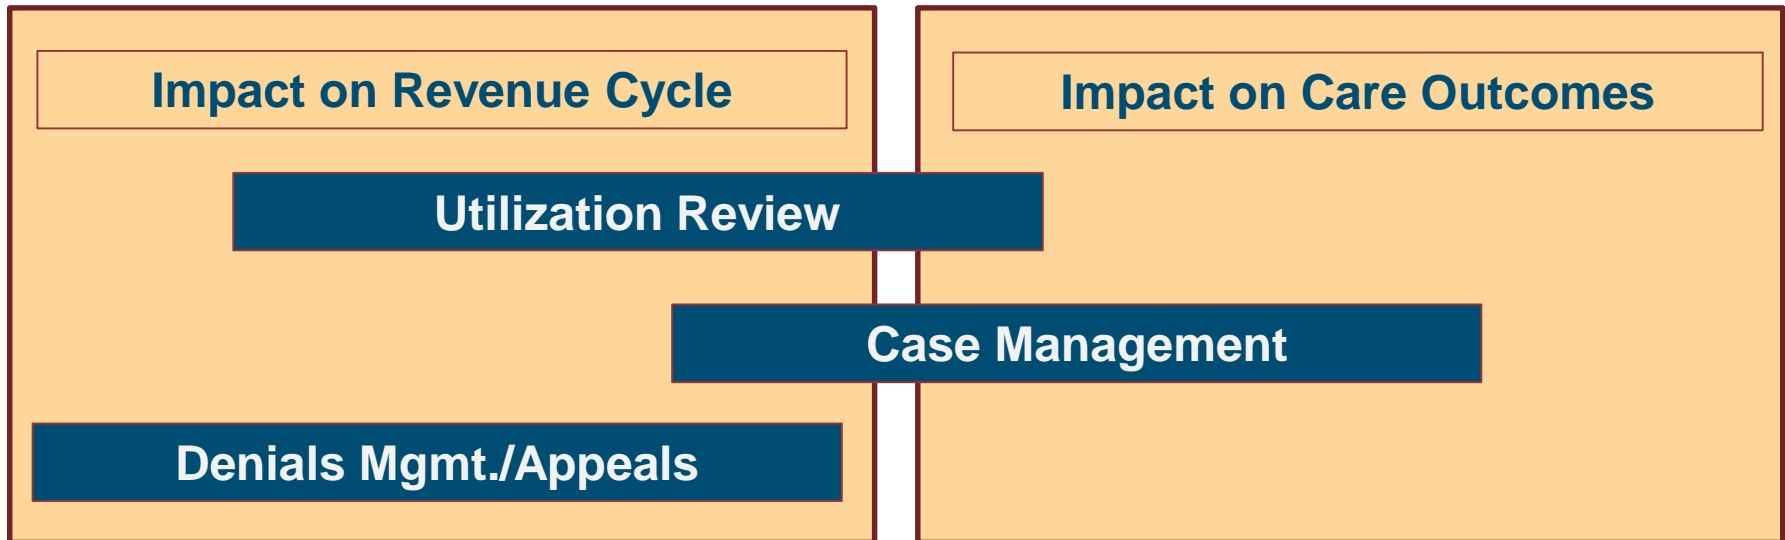 Impact on Revenue Cycle
Impact on Care Outcomes
Utilization Review
Case Management
Denials Mgmt./Appeals